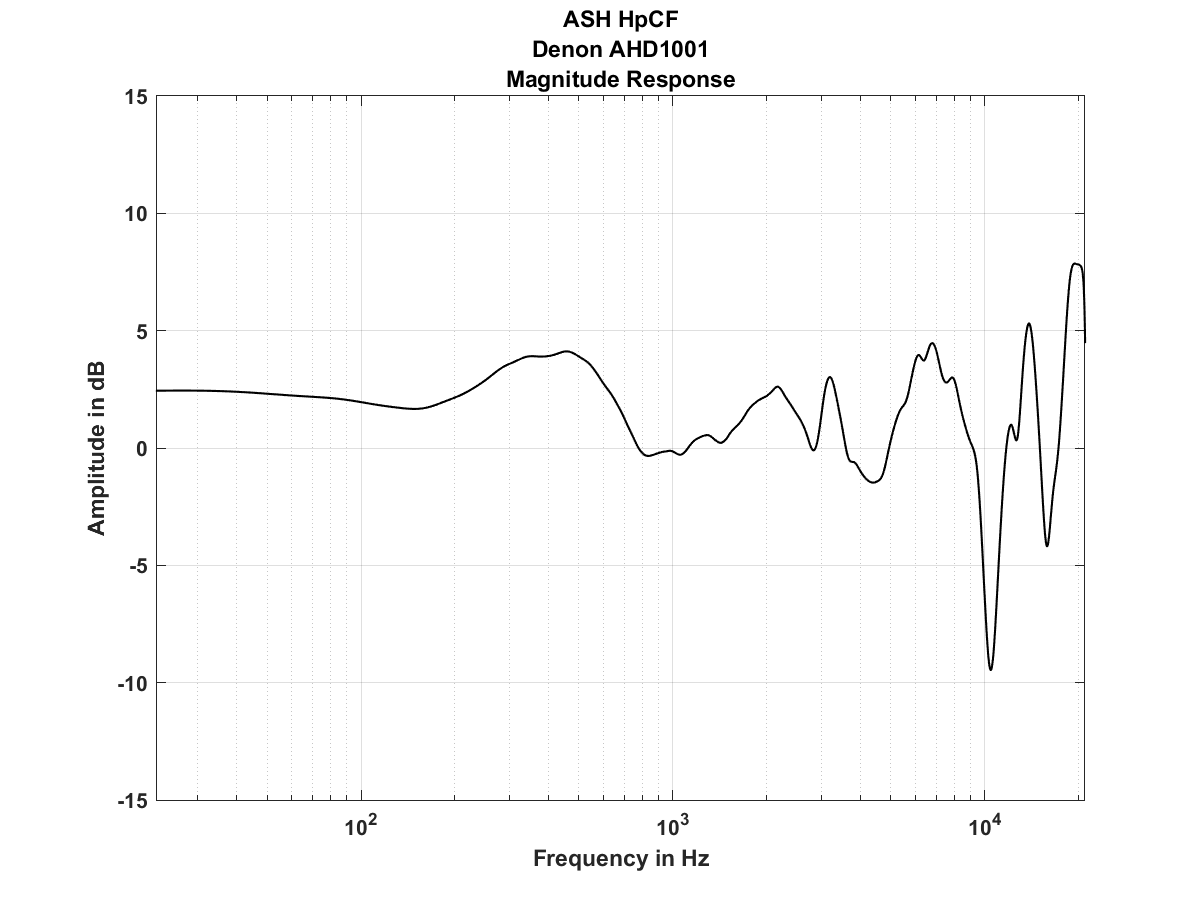 ASH HpCF
Denon AHD1001
Magnitude Response
15
10
5
0
-5
-10
-15
Amplitude in dB
10^2
10^3
10^4
Frequency in Hz